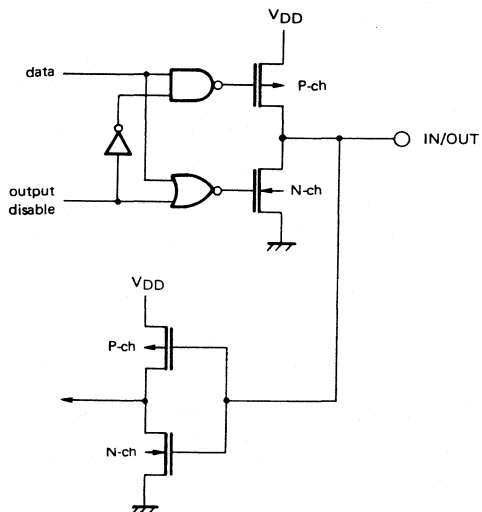 VDD
data
P-ch
IN/OUT
N-ch
output
disable
VDD
P-ch
N-ch